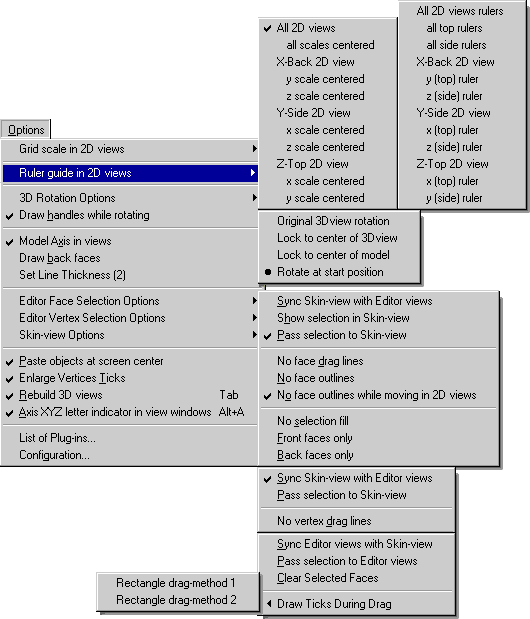 Options
Grid scale in 2D views
Ruler guide in 2D views
3D Rotation Options
Draw handles while rotating
Model Axis in views
Draw back faces
Set Line Thickness (2)
Editor Face Selection Options
Editor Vertex Selection Options
Skin-view Options
Paste objects at screen center
Enlarge Vertices Ticks
Rebuild 3D views Tab
Axis XYZ letter indicator in view windows Alt+A
List of Plug-ins...
Configuration...
All 2D views
all scales centered
X-Back 2D view
y scale centered
z scale centered
Y-Side 2D view
x scale centered
z scale centered
Z-Top 2D view
x scale centered
y scale centered
All 2D views rulers
all top rulers
all side rulers
X-Back 2D view
y (top) ruler
z (side) ruler
Y-Side 2D view
x (top) ruler
z (side) ruler
Z-Top 2D view
x (top) ruler
y (side) ruler
Original 3Dview rotation
Lock to center of 3Dview
Lock to center of model
Rotate at start position
Sync Skin-view with Editor views
Show selection in Skin-view
Pass selection to Skin-view
No face drag lines
No face outlines
No face outlines while moving in 2D views
No selection fill
Front faces only
Back faces only
Sync Skin-view with Editor views
Pass selection to Skin-view
No vertex drag lines
Sync Editor views with Skin-view
Pass selection to Editor views
Clear Selected Faces
Draw Ticks During Drag
Rectangle drag-method 1
Rectangle drag-method 2